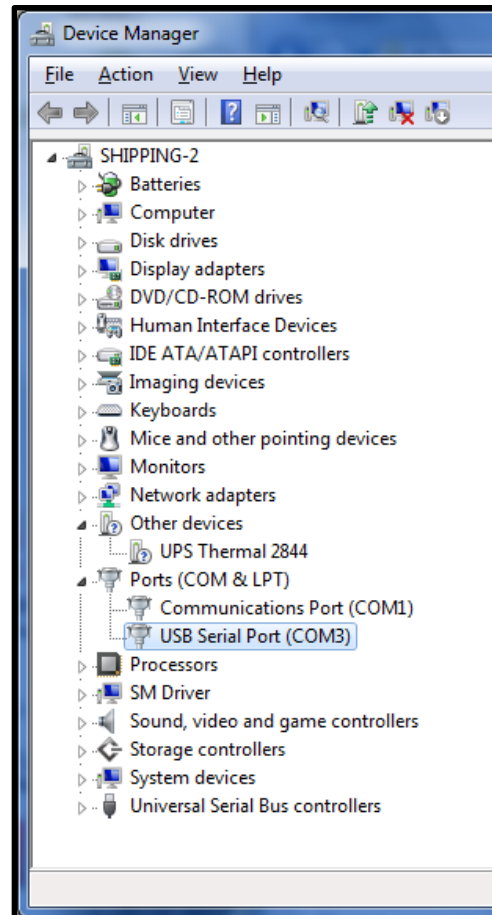 Device Manager
File Action View Help
SHIPPING-2
Batteries
Computer
Disk drives
Display adapters
DVD/CD-ROM drives
Human Interface Devices
IDE ATA/ATAPI controllers
Imaging devices
Keyboards
Mice and other pointing devices
Monitors
Network adapters
Other devices
UPS Thermal 2844
Ports (COM & LPT)
Communications Port (COM1)
USB Serial Port (COM3)
Processors
SM Driver
Sound, video and game controllers
Storage controllers
System devices
Universal Serial Bus controllers